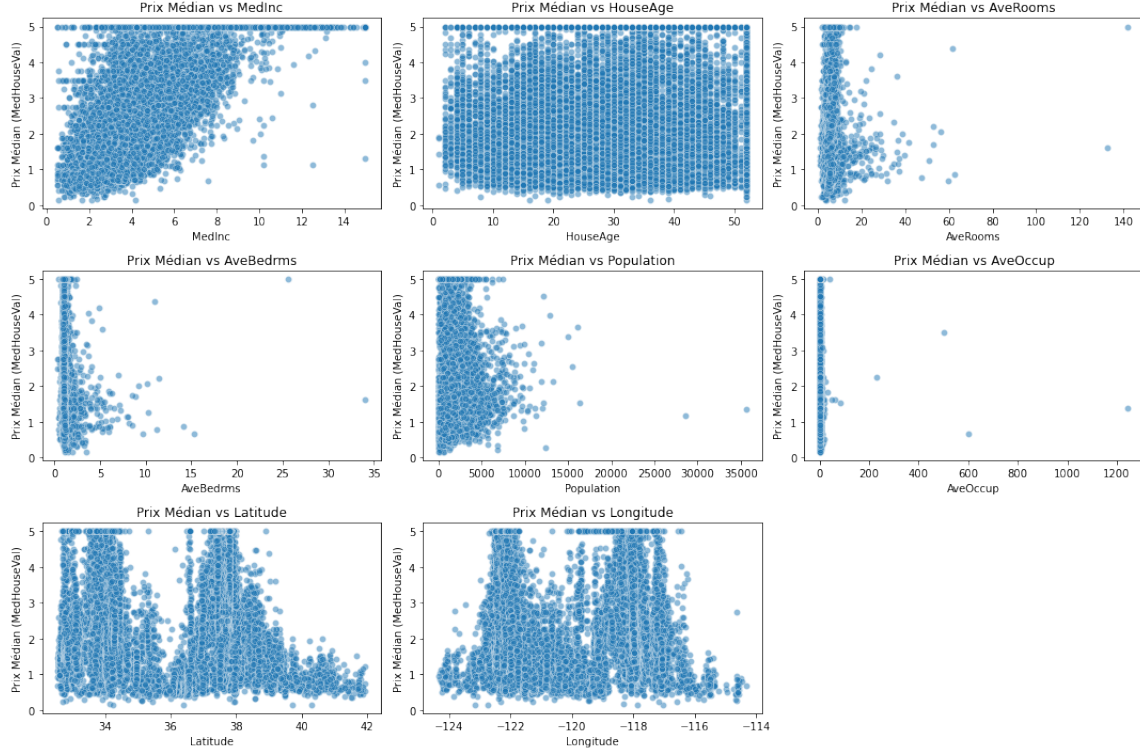 Prix Médian vs MedInc
Prix Médian (MedHouseVal)
5
4
3
2
1
0
0 2 4 6 8 10 12 14
MedInc
Prix Médian vs HouseAge
Prix Médian (MedHouseVal)
5
4
3
2
1
0
0 10 20 30 40 50
HouseAge
Prix Médian vs AveRooms
Prix Médian (MedHouseVal)
5
4
3
2
1
0
0 20 40 60 80 100 120 140
AveRooms
Prix Médian vs AveBedrms
Prix Médian (MedHouseVal)
5
4
3
2
1
0
0 5 10 15 20 25 30 35
AveBedrms
Prix Médian vs Population
Prix Médian (MedHouseVal)
5
4
3
2
1
0
0 5000 10000 15000 20000 25000 30000 35000
Population
Prix Médian vs AveOccup
Prix Médian (MedHouseVal)
5
4
3
2
1
0
0 200 400 600 800 1000 1200
AveOccup
Prix Médian vs Latitude
Prix Médian (MedHouseVal)
5
4
3
2
1
0
34 36 38 40 42
Latitude
Prix Médian vs Longitude
Prix Médian (MedHouseVal)
5
4
3
2
1
0
−124 −122 −120 −118 −116 −114
Longitude